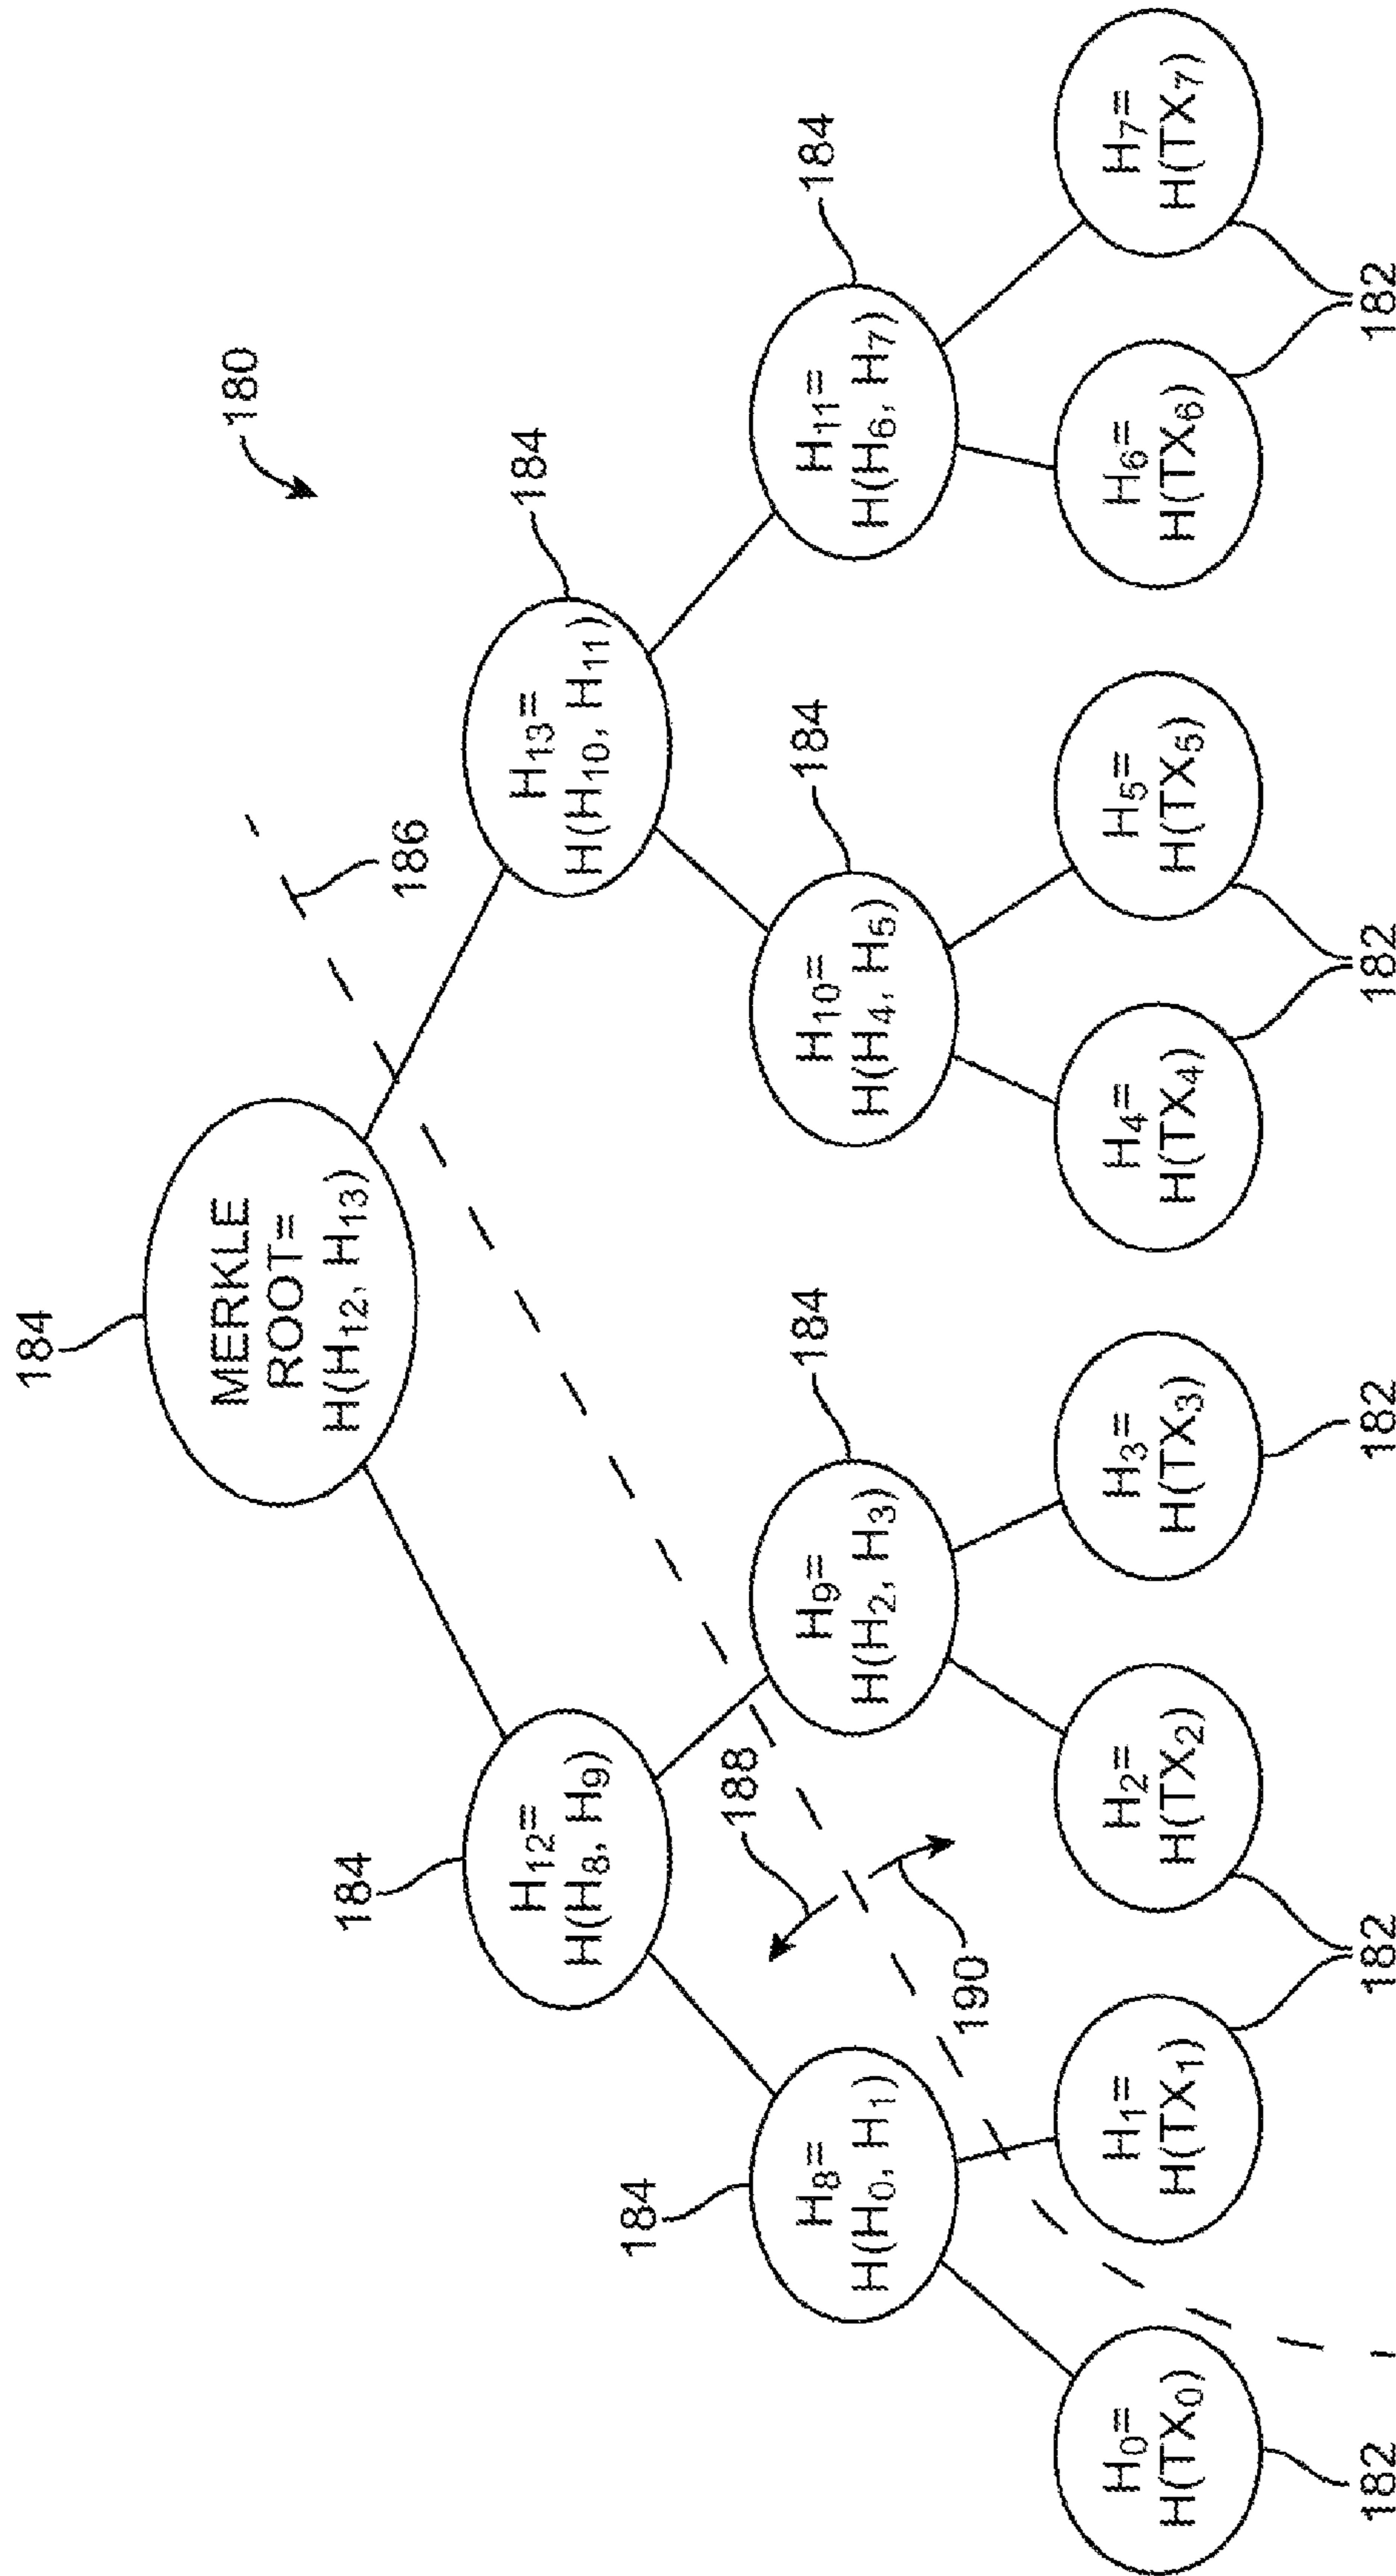 180
184
MERKLE
ROOT=
H(H₁₂, H₁₃)
186
184
H₁₂=
H(H₈, H₉)
184
H₁₃=
H(H₁₀, H₁₁)
188
190
184
H₈=
H(H₀, H₁)
184
H₉=
H(H₂, H₃)
184
H₁₀=
H(H₄, H₅)
184
H₁₁=
H(H₆, H₇)
H₀=
H(TX₀)
H₁=
H(TX₁)
H₂=
H(TX₂)
H₃=
H(TX₃)
H₄=
H(TX₄)
H₅=
H(TX₅)
H₆=
H(TX₆)
H₇=
H(TX₇)
182
182
182
182
182